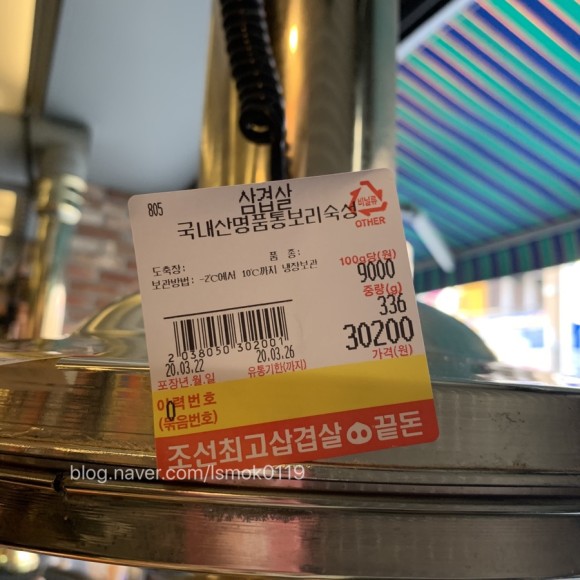 805
삼겹살
국내산명품통보리숙성
비닐류
OTHER
도축장:
품 종:
보관방법: -2℃에서 10℃까지 냉장보관
100g당(원)
9000
중량(g)
336
30200
가격(원)
2 038050 302001
20.03.22
20.03.26
포장년.월.일
유통기한(까지)
이력번호
0
(묶음번호)
조선최고삼겹살 끝돈
blog.naver.com/lsmok0119